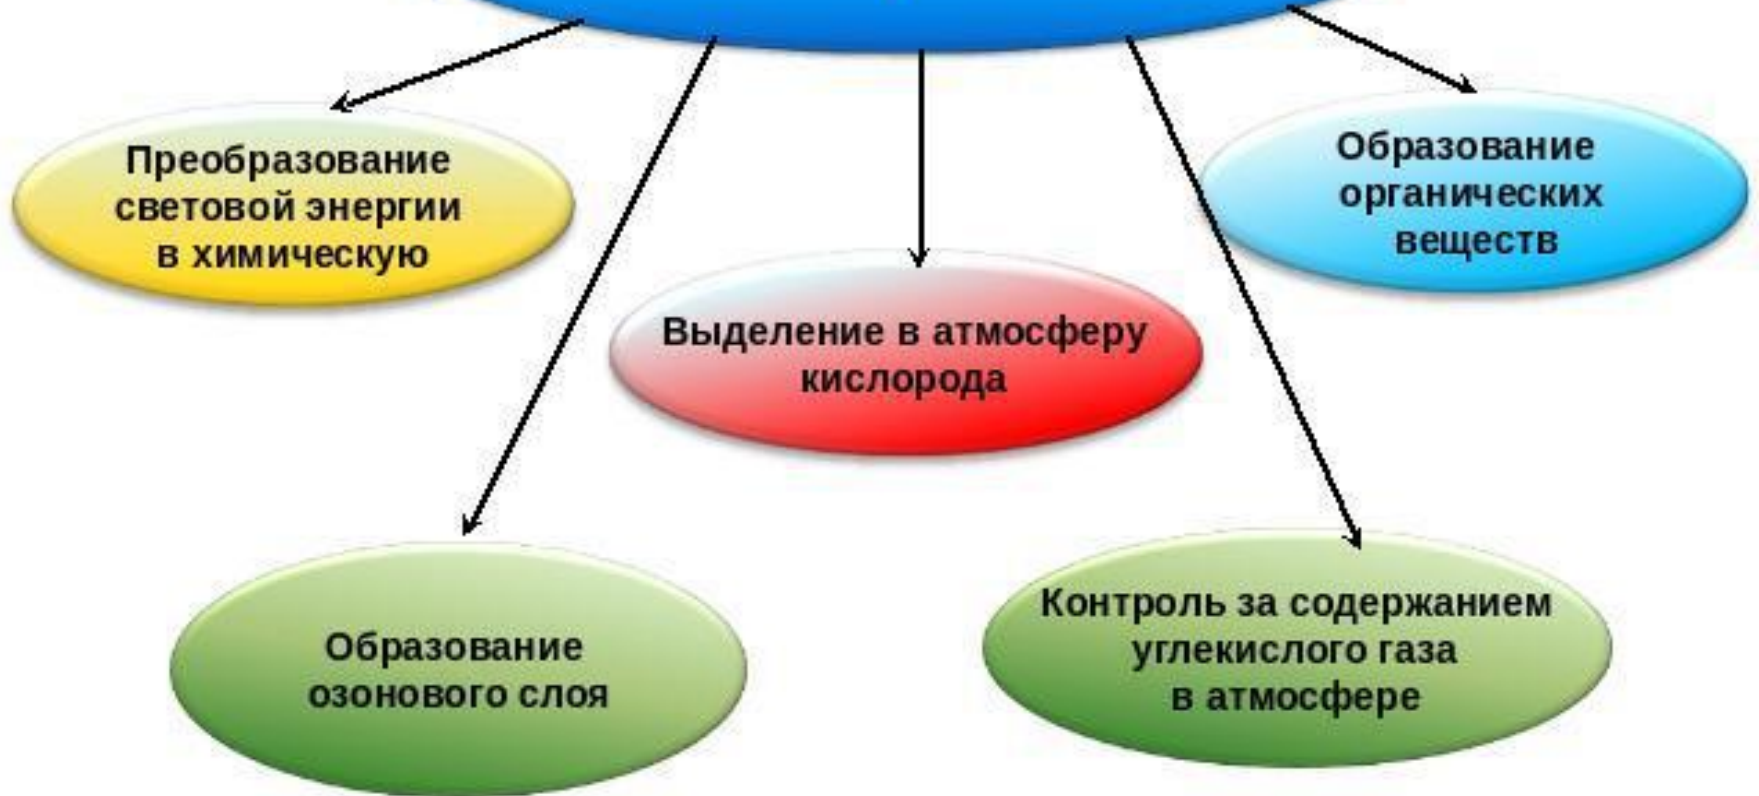 Преобразование
световой энергии
в химическую
Образование
органических
веществ
Выделение в атмосферу
кислорода
Образование
озонового слоя
Контроль за содержанием
углекислого газа
в атмосфере